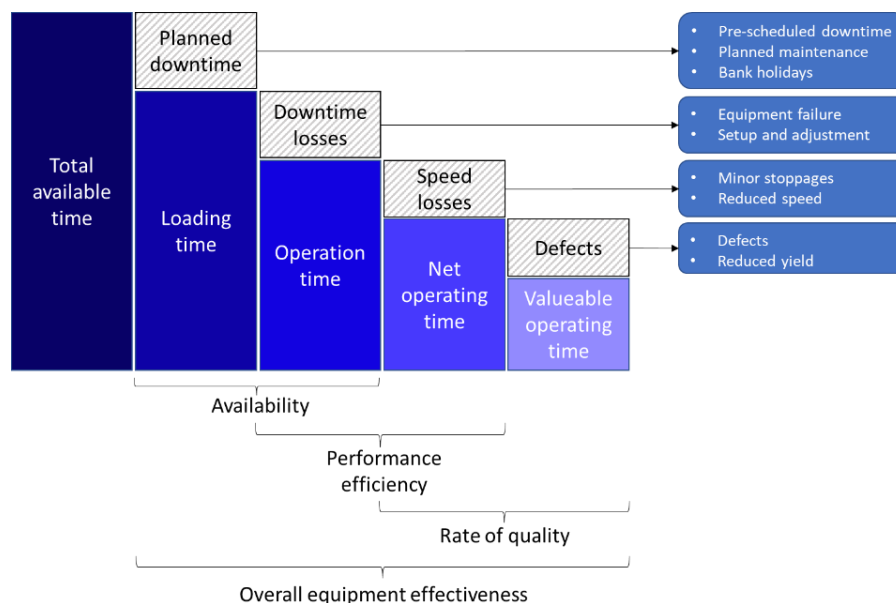 Planned
downtime
• Pre-scheduled downtime
• Planned maintenance
• Bank holidays
Downtime
losses
• Equipment failure
• Setup and adjustment
Total
available
time
Loading
time
Operation
time
Speed
losses
• Minor stoppages
• Reduced speed
Net
operating
time
Defects
• Defects
• Reduced yield
Valueable
operating
time
Availability
Performance
efficiency
Rate of quality
Overall equipment effectiveness